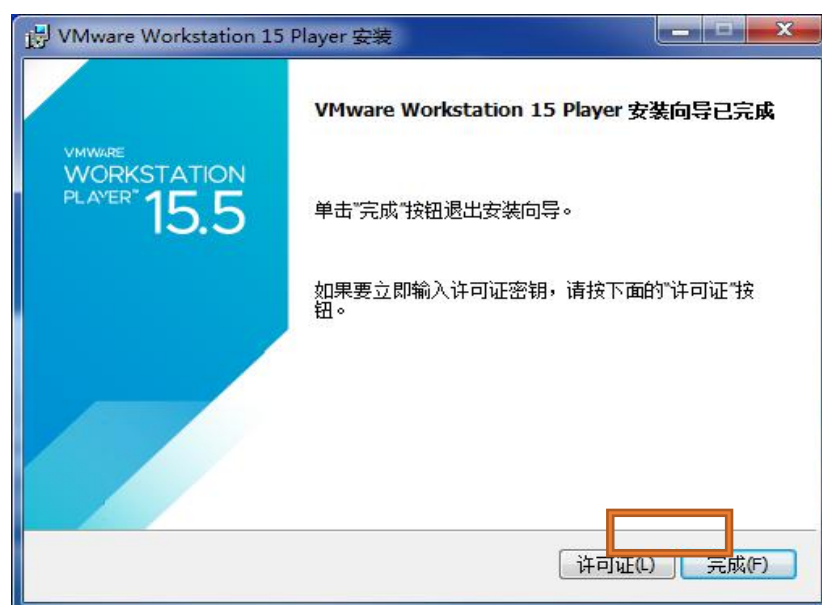 VMware Workstation 15 Player 安装
VMware Workstation 15 Player 安装向导已完成
VMWARE
WORKSTATION
PLAYER™ 15.5
单击"完成"按钮退出安装向导。
如果要立即输入许可证密钥，请按下面的"许可证"按
钮。
许可证(L) 完成(F)